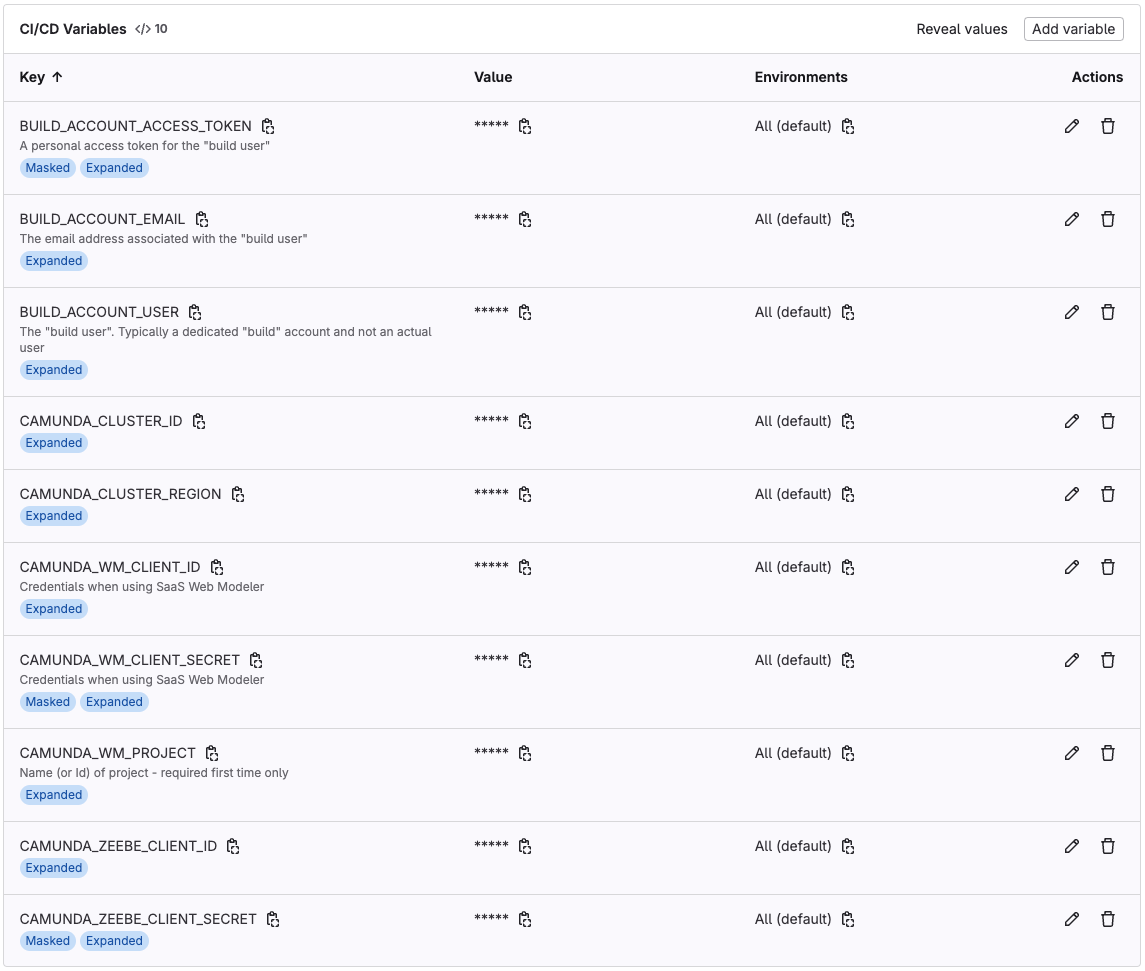 CI/CD Variables </> 10 Reveal values Add variable
Key ↑ Value Environments Actions
BUILD_ACCOUNT_ACCESS_TOKEN ***** All (default)
A personal access token for the "build user"
Masked Expanded
BUILD_ACCOUNT_EMAIL ***** All (default)
The email address associated with the "build user"
Expanded
BUILD_ACCOUNT_USER ***** All (default)
The "build user". Typically a dedicated "build" account and not an actual
user
Expanded
CAMUNDA_CLUSTER_ID ***** All (default)
Expanded
CAMUNDA_CLUSTER_REGION ***** All (default)
Expanded
CAMUNDA_WM_CLIENT_ID ***** All (default)
Credentials when using SaaS Web Modeler
Expanded
CAMUNDA_WM_CLIENT_SECRET ***** All (default)
Credentials when using SaaS Web Modeler
Masked Expanded
CAMUNDA_WM_PROJECT ***** All (default)
Name (or Id) of project - required first time only
Expanded
CAMUNDA_ZEEBE_CLIENT_ID ***** All (default)
Expanded
CAMUNDA_ZEEBE_CLIENT_SECRET ***** All (default)
Masked Expanded